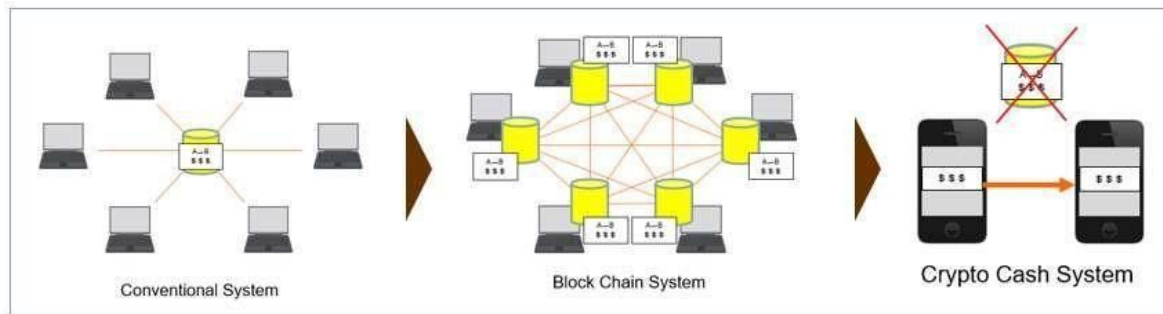 A—B
$ $ $
Conventional System
A—B
$ $ $
A—B
$ $ $
A—B
$ $ $
A—B
$ $ $
A—B
$ $ $
A—B
$ $ $
Block Chain System
A—B
$ $ $
$ $ $
$ $ $
Crypto Cash System